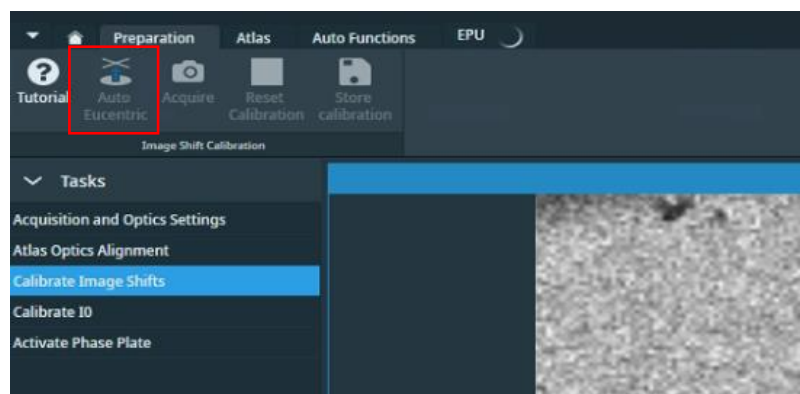 Preparation Atlas Auto Functions EPU
Tutorial Auto Eucentric Acquire Reset Calibration Store calibration
Image Shift Calibration
Tasks
Acquisition and Optics Settings
Atlas Optics Alignment
Calibrate Image Shifts
Calibrate I0
Activate Phase Plate